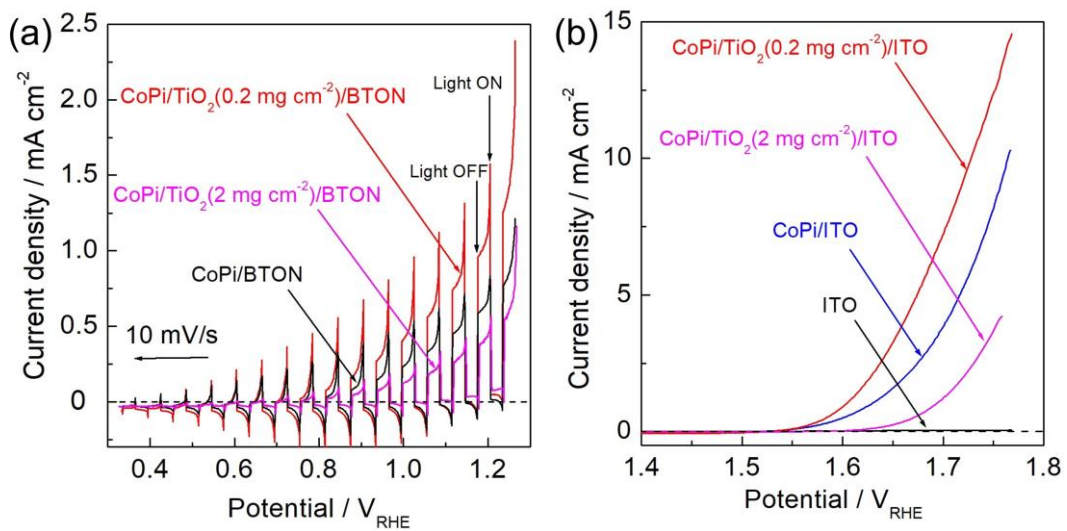 (a)
2.5
2.0
1.5
1.0
0.5
0
Current density / mA cm⁻²
CoPi/TiO₂(0.2 mg cm⁻²)/BTON
Light ON
Light OFF
CoPi/TiO₂(2 mg cm⁻²)/BTON
CoPi/BTON
10 mV/s
0.4 0.6 0.8 1.0 1.2
Potential / V_RHE
(b)
15
10
5
0
Current density / mA cm⁻²
CoPi/TiO₂(0.2 mg cm⁻²)/ITO
CoPi/TiO₂(2 mg cm⁻²)/ITO
CoPi/ITO
ITO
1.4 1.5 1.6 1.7 1.8
Potential / V_RHE